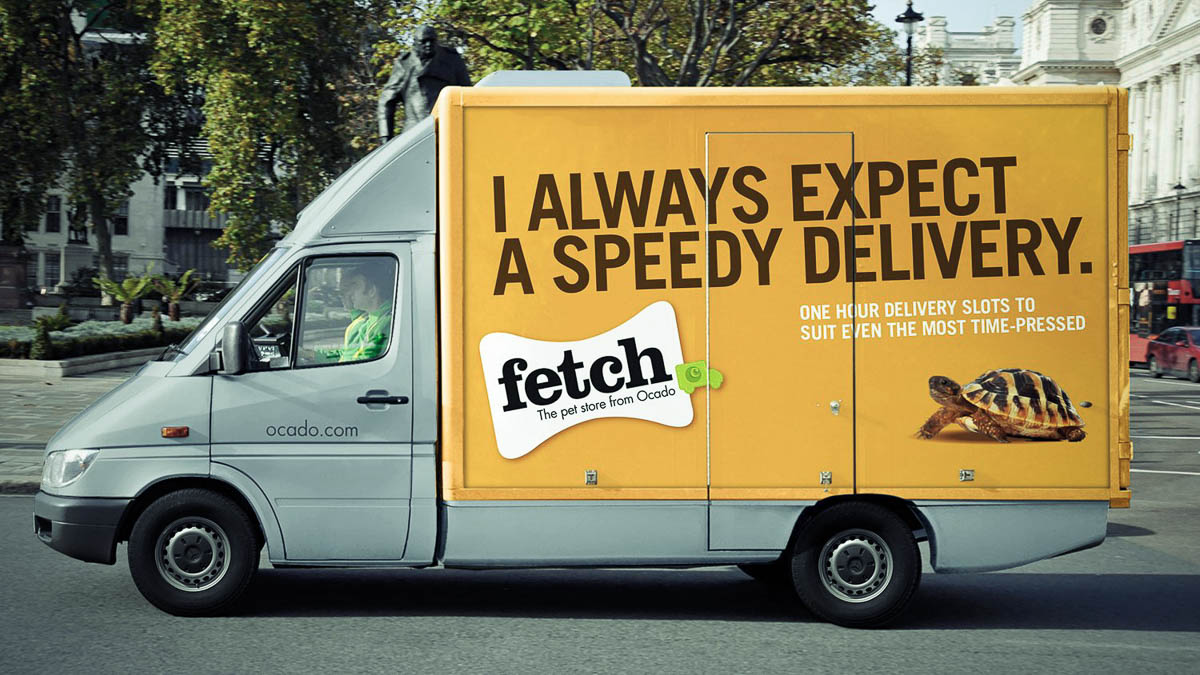 I ALWAYS EXPECT
A SPEEDY DELIVERY.
ONE HOUR DELIVERY SLOTS TO
SUIT EVEN THE MOST TIME-PRESSED
fetch
The pet store from Ocado
ocado.com